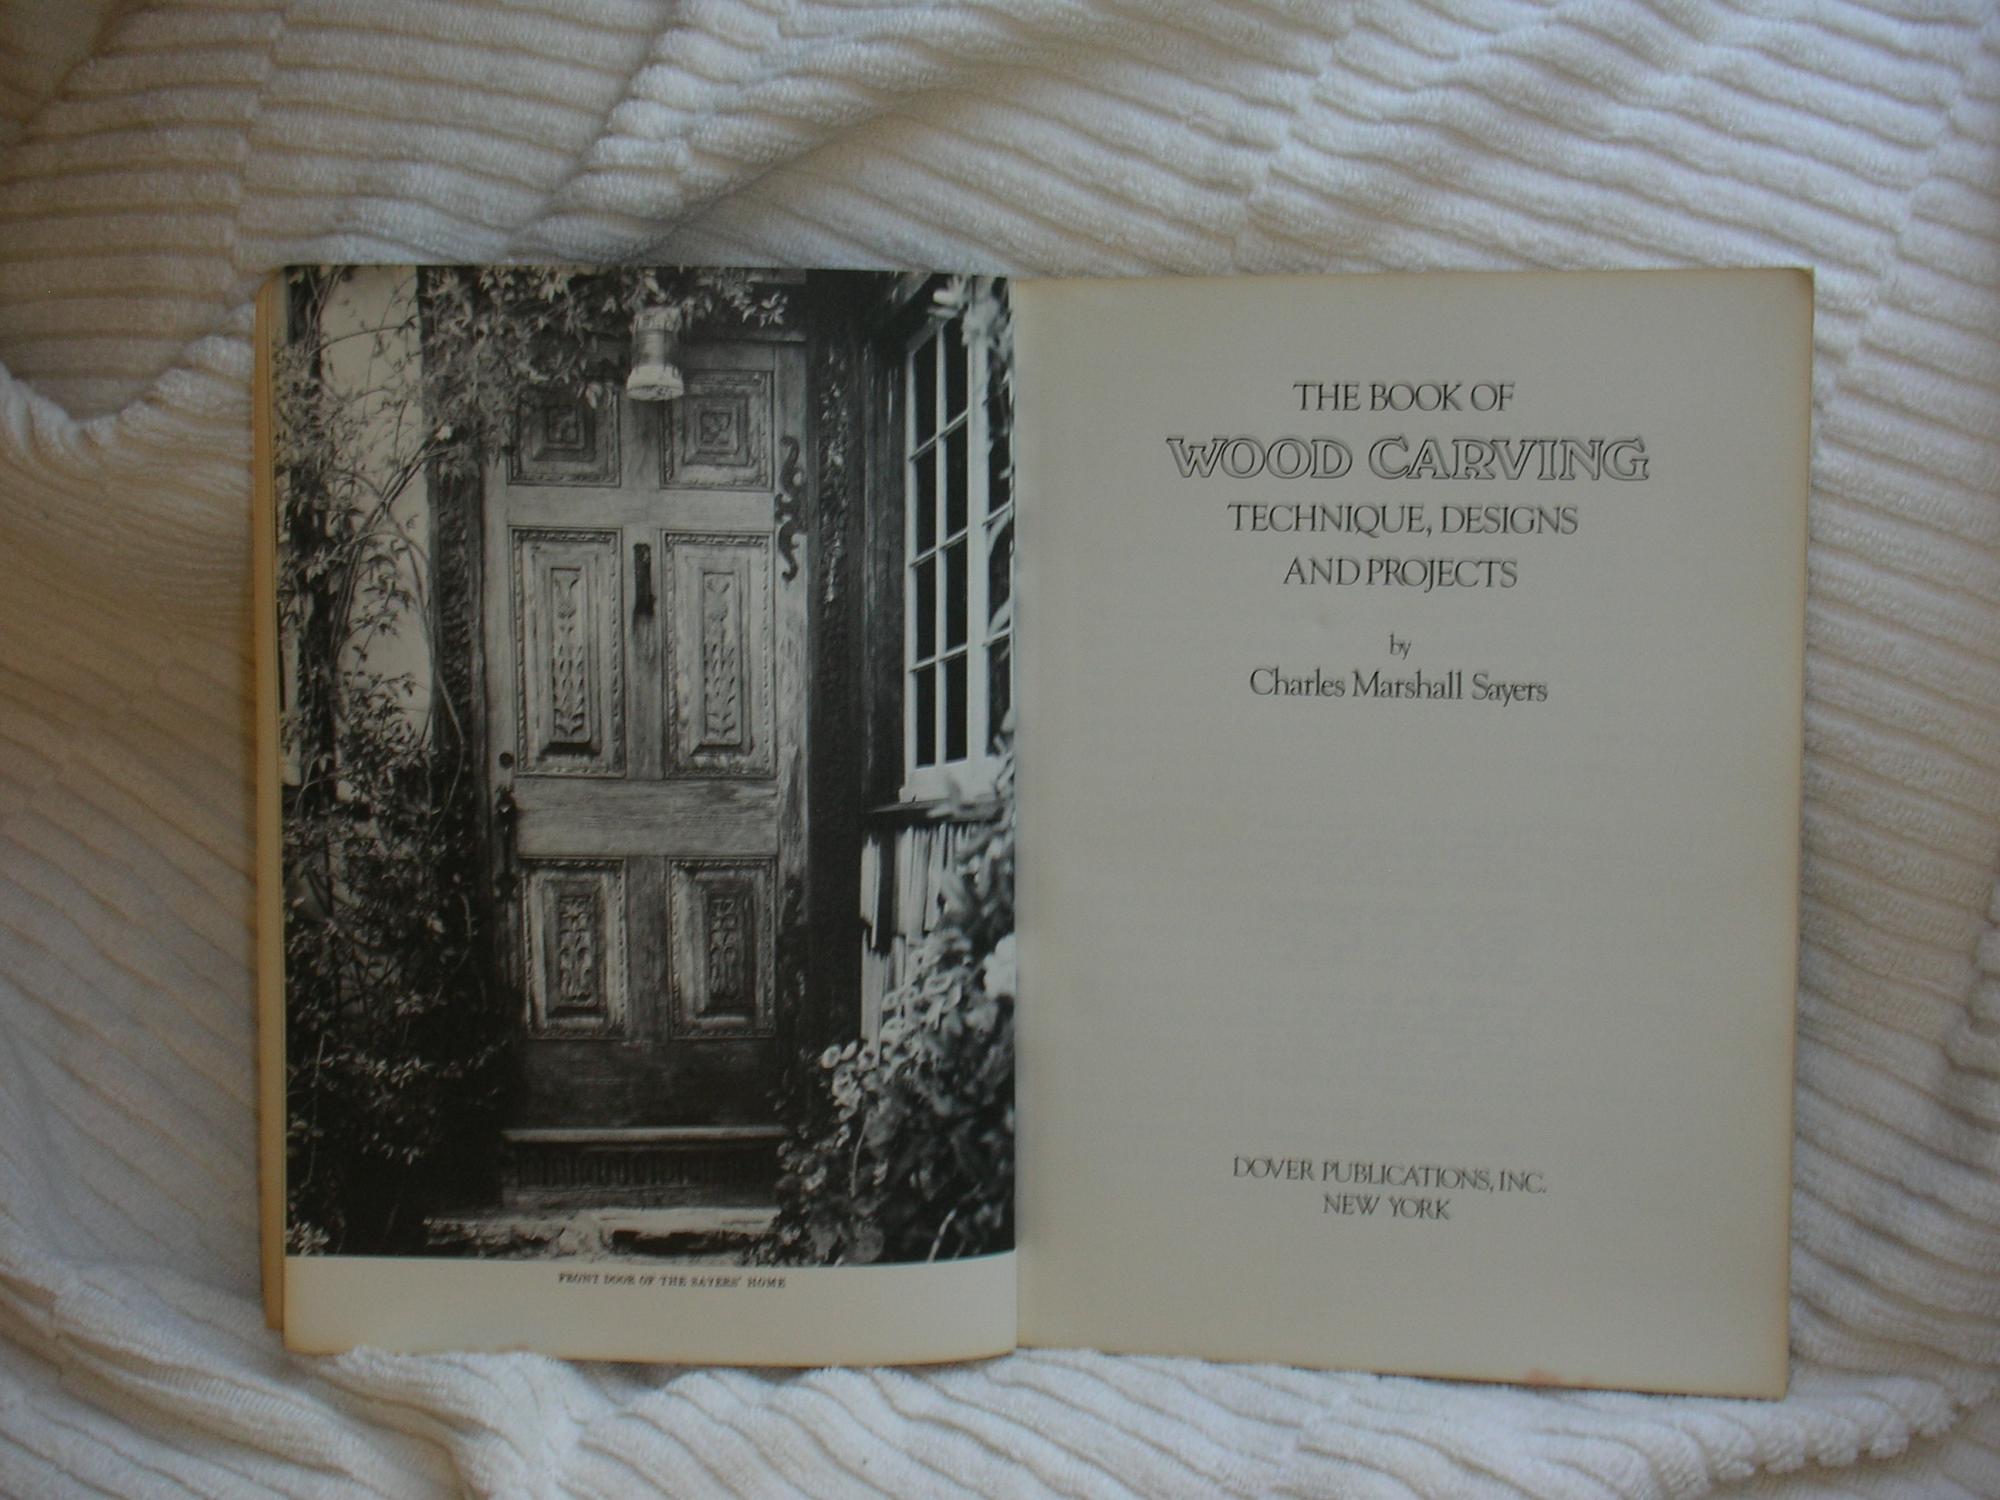 FRONT DOOR OF THE SAYERS' HOME
THE BOOK OF
WOOD CARVING
TECHNIQUE, DESIGNS
AND PROJECTS
by
Charles Marshall Sayers
DOVER PUBLICATIONS, INC.
NEW YORK